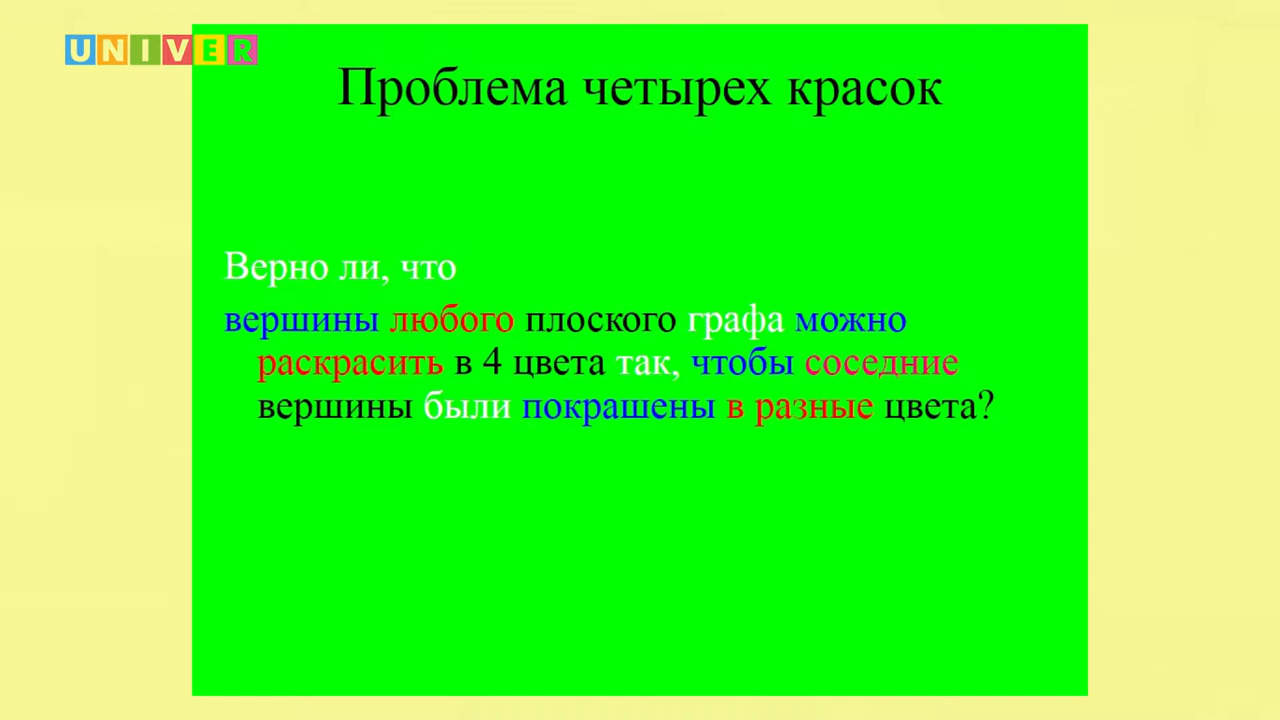 UNIVER
Проблема четырех красок
Верно ли, что
вершины любого плоского графа можно
раскрасить в 4 цвета так, чтобы соседние
вершины были покрашены в разные цвета?